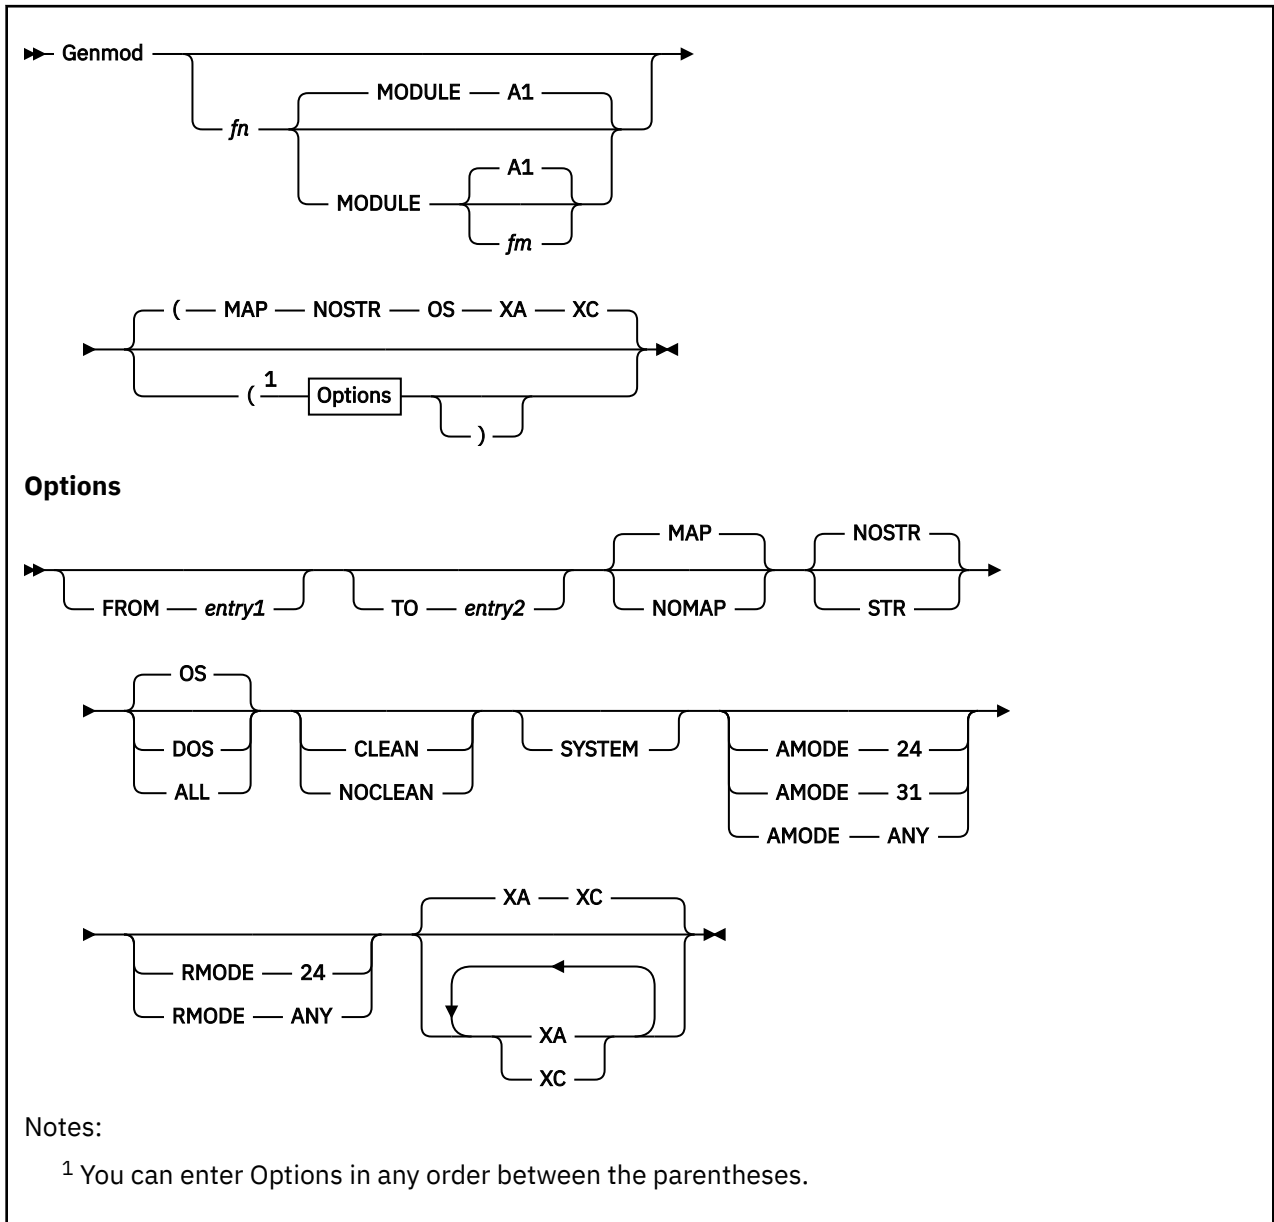 Genmod
MODULE A1
fn
A1
MODULE
fm
( MAP NOSTR OS XA XC
( 1 Options
)
Options
MAP NOSTR
FROM entry1 TO entry2 NOMAP STR
OS
DOS CLEAN SYSTEM AMODE 24
ALL NOCLEAN AMODE 31
AMODE ANY
XA XC
RMODE 24
RMODE ANY
XA
XC
Notes:
1 You can enter Options in any order between the parentheses.